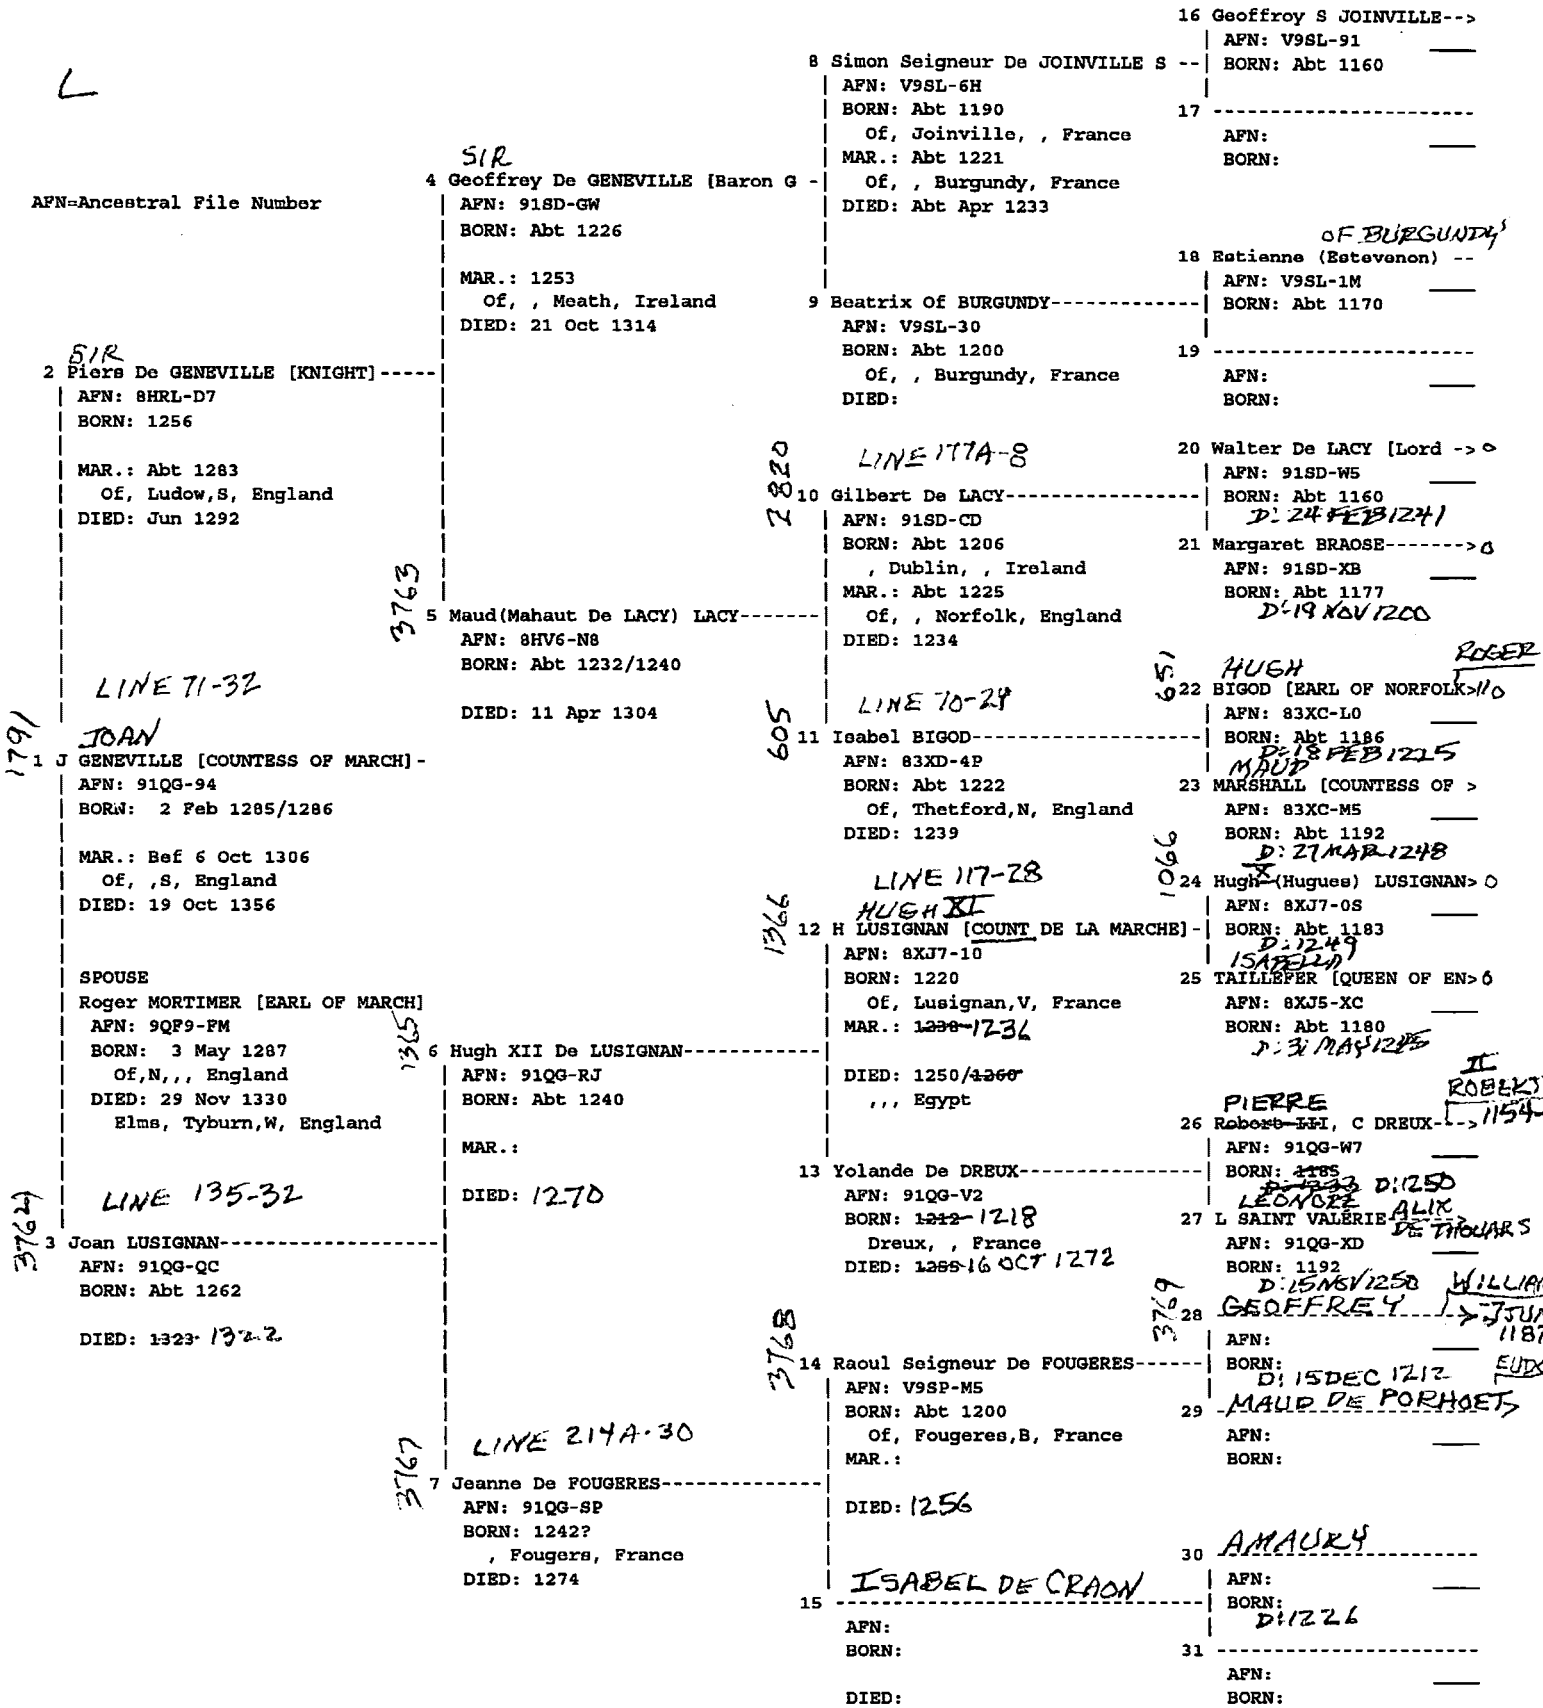 L
AFN=Ancestral File Number
1791
LINE 71-32
JOAN
1 J GENEVILLE [COUNTESS OF MARCH]-
AFN: 91QG-94
BORN: 2 Feb 1285/1286
MAR.: Bef 6 Oct 1306
Of, ,S, England
DIED: 19 Oct 1356
SPOUSE
Roger MORTIMER [EARL OF MARCH]
AFN: 9QF9-FM
BORN: 3 May 1287
Of,N,,, England
DIED: 29 Nov 1330
Elms, Tyburn,W, England
SIR
2 Piers De GENEVILLE [KNIGHT]-----
AFN: 8HRL-D7
BORN: 1256
MAR.: Abt 1283
Of, Ludow,S, England
DIED: Jun 1292
3764
LINE 135-32
3 Joan LUSIGNAN-----------------
AFN: 91QG-QC
BORN: Abt 1262
DIED: 1323 1322
SIR
4 Geoffrey De GENEVILLE [Baron G -
AFN: 91SD-GW
BORN: Abt 1226
MAR.: 1253
Of, , Meath, Ireland
DIED: 21 Oct 1314
3763
5 Maud(Mahaut De LACY) LACY-------
AFN: 8HV6-N8
BORN: Abt 1232/1240
DIED: 11 Apr 1304
1365
6 Hugh XII De LUSIGNAN------------
AFN: 91QG-RJ
BORN: Abt 1240
MAR.:
DIED: 1270
3767
LINE 214A-30
7 Jeanne De FOUGERES--------------
AFN: 91QG-SP
BORN: 1242?
, Fougers, France
DIED: 1274
8 Simon Seigneur De JOINVILLE S --
AFN: V9SL-6H
BORN: Abt 1190
Of, Joinville, , France
MAR.: Abt 1221
Of, , Burgundy, France
DIED: Abt Apr 1233
9 Beatrix Of BURGUNDY-------------
AFN: V9SL-30
BORN: Abt 1200
Of, , Burgundy, France
DIED:
2820
LINE 177A-8
10 Gilbert De LACY----------------
AFN: 91SD-CD
BORN: Abt 1206
, Dublin, , Ireland
MAR.: Abt 1225
Of, , Norfolk, England
DIED: 1234
605
LINE 70-29
11 Isabel BIGOD-------------------
AFN: 83XD-4P
BORN: Abt 1222
Of, Thetford,N, England
DIED: 1239
1366
LINE 117-28
HUGH XI
12 H LUSIGNAN [COUNT DE LA MARCHE]-
AFN: 8XJ7-10
BORN: 1220
Of, Lusignan,V, France
MAR.: 1238 1236
DIED: 1250/1260
,,, Egypt
13 Yolande De DREUX---------------
AFN: 91QG-V2
BORN: 1212 1218
Dreux, , France
DIED: 1255 16 OCT 1272
3768
14 Raoul Seigneur De FOUGERES------
AFN: V9SP-M5
BORN: Abt 1200
Of, Fougeres,B, France
MAR.:
DIED: 1256
ISABEL DE CRAON
15 -------------------------------
AFN:
BORN:
DIED:
16 Geoffroy S JOINVILLE-->
AFN: V9SL-91
BORN: Abt 1160
17 -----------------------
AFN:
BORN:
OF BURGUNDY
18 Estienne (Estevenon) --
AFN: V9SL-1M
BORN: Abt 1170
19 -----------------------
AFN:
BORN:
20 Walter De LACY [Lord -> 0
AFN: 91SD-W5
BORN: Abt 1160
D: 24 FEB 1241
21 Margaret BRAOSE------->
AFN: 91SD-XB
BORN: Abt 1177
D: 19 NOV 1200
651
HUGH
ROGER
22 BIGOD [EARL OF NORFOLK>
AFN: 83XC-L0
BORN: Abt 1186
D: 18 FEB 1225
MAUD
23 MARSHALL [COUNTESS OF >
AFN: 83XC-M5
BORN: Abt 1192
D: 27 MAR 1248
1066
X
24 Hugh (Hugues) LUSIGNAN> 0
AFN: 8XJ7-0S
BORN: Abt 1183
D: 1249
ISABELLA
25 TAILLEFER [QUEEN OF EN>
AFN: 8XJ5-XC
BORN: Abt 1180
D: 31 MAY
II
PIERRE
26 Robert III, C DREUX--->
1154-
AFN: 91QG-W7
BORN: 1185
D: 1233 D:1250
LEONORE
27 L SAINT VALERIE
ALIX
DE THOUARS
AFN: 91QG-XD
BORN: 1192
D: 15 NOV 1250
3769
28 GEOFFREY
AFN:
BORN:
D: 15 DEC 1212
29 MAUD DE PORHOET
AFN:
BORN:
30 AMAURY
AFN:
BORN:
D: 1226
31 -----------------------
AFN:
BORN: